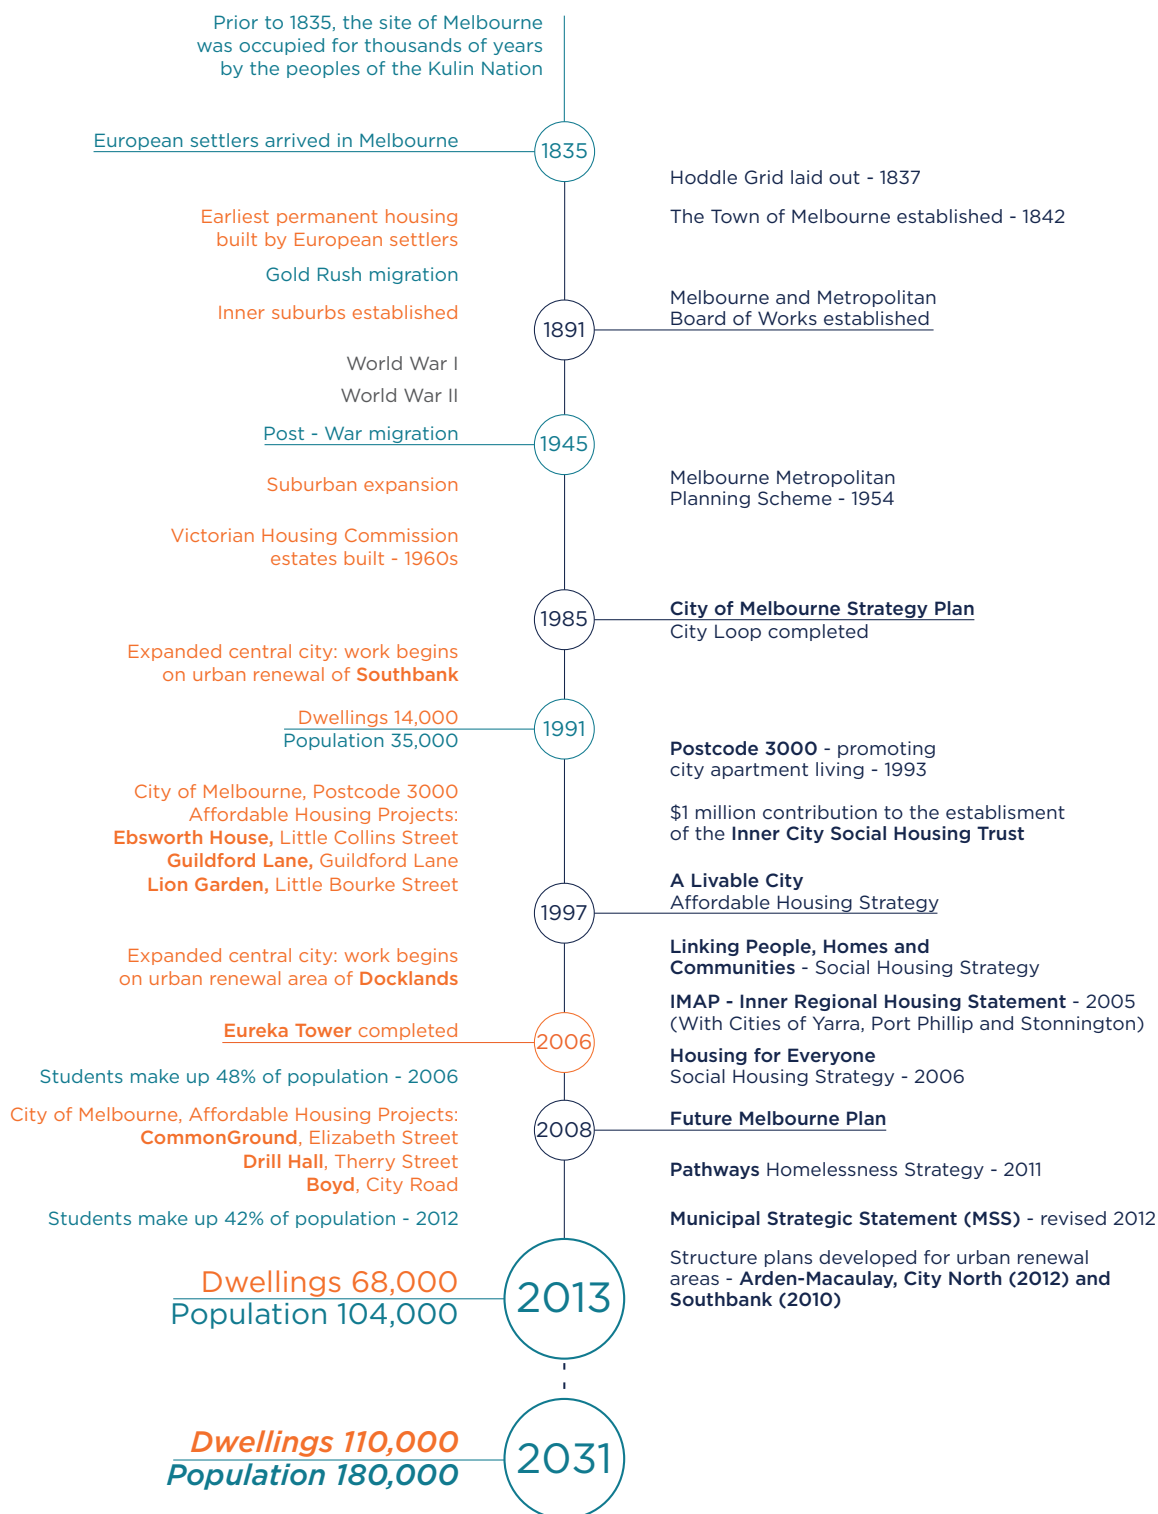 Prior to 1835, the site of Melbourne
was occupied for thousands of years
by the peoples of the Kulin Nation
European settlers arrived in Melbourne
1835
Hoddle Grid laid out - 1837
Earliest permanent housing
built by European settlers
The Town of Melbourne established - 1842
Gold Rush migration
Inner suburbs established
1891
Melbourne and Metropolitan
Board of Works established
World War I
World War II
Post - War migration
1945
Suburban expansion
Melbourne Metropolitan
Planning Scheme - 1954
Victorian Housing Commission
estates built - 1960s
1985
City of Melbourne Strategy Plan
City Loop completed
Expanded central city: work begins
on urban renewal of Southbank
Dwellings 14,000
Population 35,000
1991
Postcode 3000 - promoting
city apartment living - 1993
City of Melbourne, Postcode 3000
Affordable Housing Projects:
Ebsworth House, Little Collins Street
Guildford Lane, Guildford Lane
Lion Garden, Little Bourke Street
$1 million contribution to the establisment
of the Inner City Social Housing Trust
1997
A Livable City
Affordable Housing Strategy
Expanded central city: work begins
on urban renewal area of Docklands
Linking People, Homes and
Communities - Social Housing Strategy
IMAP - Inner Regional Housing Statement - 2005
(With Cities of Yarra, Port Phillip and Stonnington)
Eureka Tower completed
2006
Housing for Everyone
Social Housing Strategy - 2006
Students make up 48% of population - 2006
City of Melbourne, Affordable Housing Projects:
CommonGround, Elizabeth Street
Drill Hall, Therry Street
Boyd, City Road
2008
Future Melbourne Plan
Pathways Homelessness Strategy - 2011
Students make up 42% of population - 2012
Municipal Strategic Statement (MSS) - revised 2012
Structure plans developed for urban renewal
areas - Arden-Macaulay, City North (2012) and
Southbank (2010)
Dwellings 68,000
Population 104,000
2013
Dwellings 110,000
Population 180,000
2031